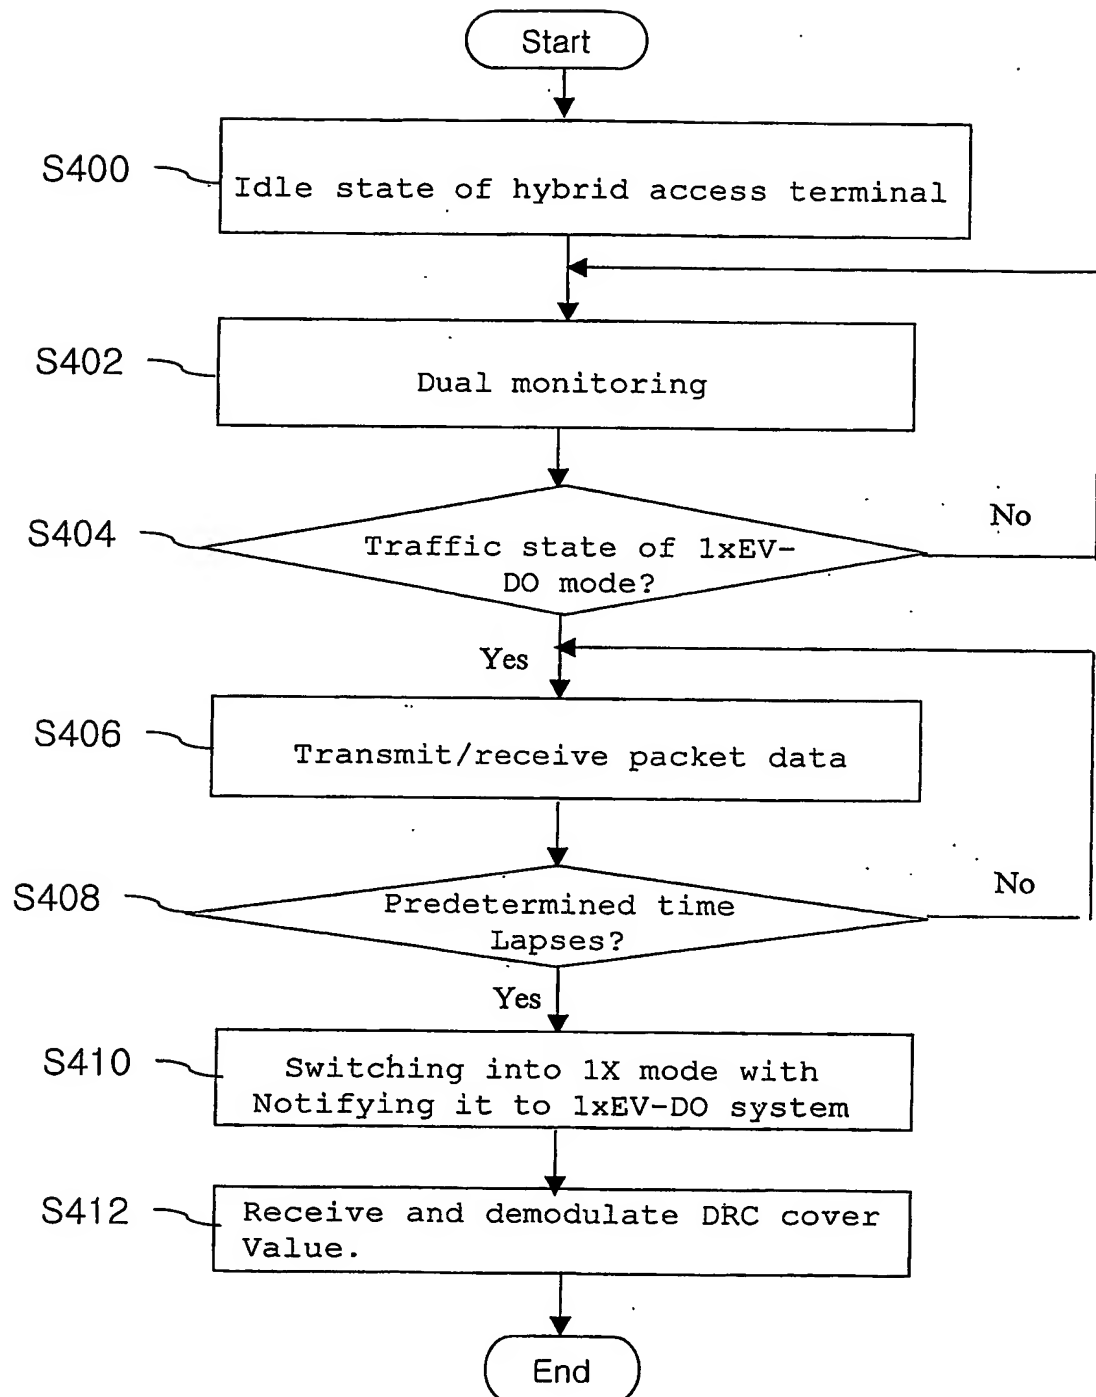 Start
S400
Idle state of hybrid access terminal
S402
Dual monitoring
S404
Traffic state of 1xEV-
DO mode?
No
Yes
S406
Transmit/receive packet data
S408
Predetermined time
Lapses?
No
Yes
S410
Switching into 1X mode with
Notifying it to 1xEV-DO system
S412
Receive and demodulate DRC cover
Value.
End